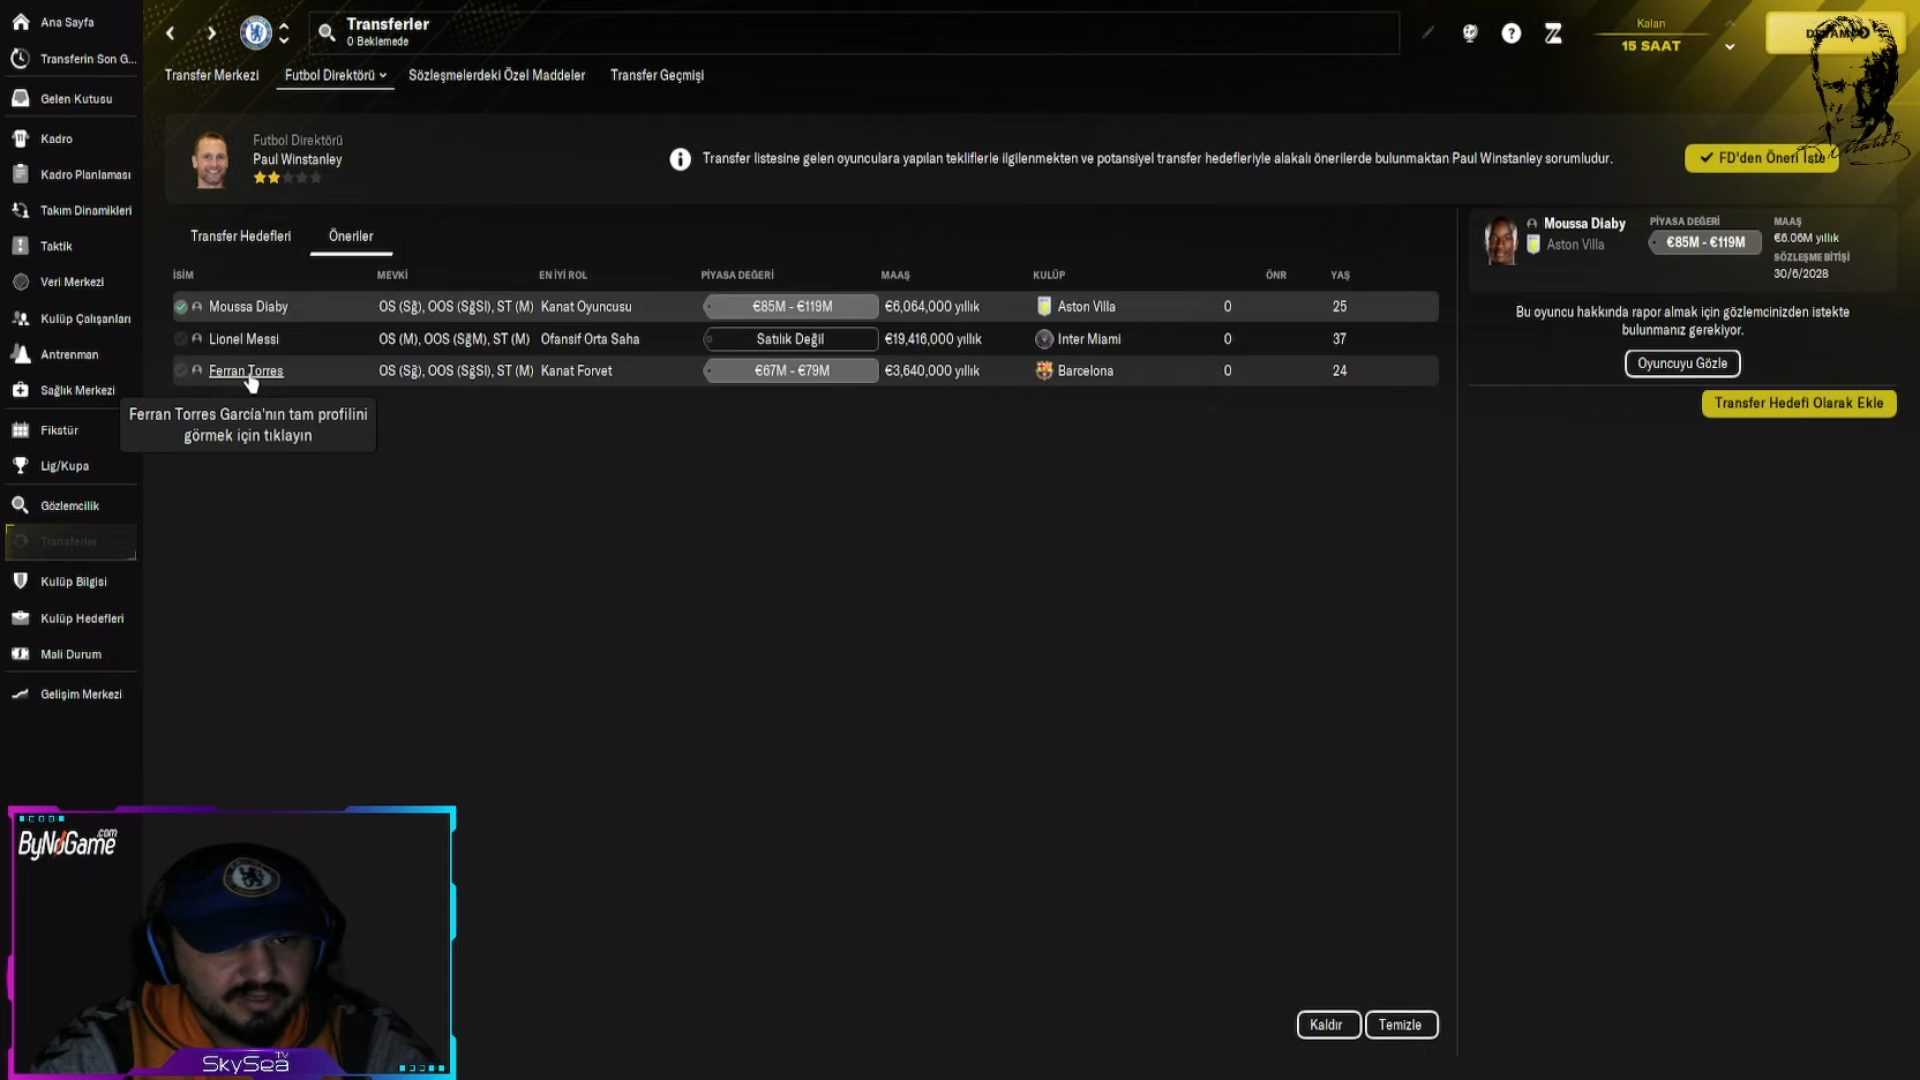 Ana Sayfa
Transferin Son G...
Gelen Kutusu
Kadro
Kadro Planlaması
Takım Dinamikleri
Taktik
Veri Merkezi
Kulüp Çalışanları
Antrenman
Sağlık Merkezi
Fikstür
Lig/Kupa
Gözlemcilik
Transferler
Kulüp Bilgisi
Kulüp Hedefleri
Mali Durum
Gelişim Merkezi
Transferler
0 Beklemede
Kalan
15 SAAT
Transfer Merkezi
Futbol Direktörü
Sözleşmelerdeki Özel Maddeler
Transfer Geçmişi
Futbol Direktörü
Paul Winstanley
Transfer listesine gelen oyunculara yapılan tekliflerle ilgilenmekten ve potansiyel transfer hedefleriyle alakalı önerilerde bulunmaktan Paul Winstanley sorumludur.
FD'den Öneri İste
Transfer Hedefleri
Öneriler
İSİM MEVKİ EN İYİ ROL PİYASA DEĞERİ MAAŞ KULÜP ÖNR YAŞ
Moussa Diaby OS (Sğ), OOS (SğSl), ST (M) Kanat Oyuncusu €85M - €119M €6,064,000 yıllık Aston Villa 0 25
Lionel Messi OS (M), OOS (SğM), ST (M) Ofansif Orta Saha Satılık Değil €19,416,000 yıllık Inter Miami 0 37
Ferran Torres OS (Sğ), OOS (SğSl), ST (M) Kanat Forvet €67M - €79M €3,640,000 yıllık Barcelona 0 24
Ferran Torres García'nın tam profilini
görmek için tıklayın
Moussa Diaby
Aston Villa
PİYASA DEĞERİ
€85M - €119M
MAAŞ
€6.06M yıllık
SÖZLEŞME BİTİŞİ
30/6/2028
Bu oyuncu hakkında rapor almak için gözlemcinizden istekte
bulunmanız gerekiyor.
Oyuncuyu Gözle
Transfer Hedefi Olarak Ekle
Kaldır
Temizle
ByNoGame.com
SkySea TV